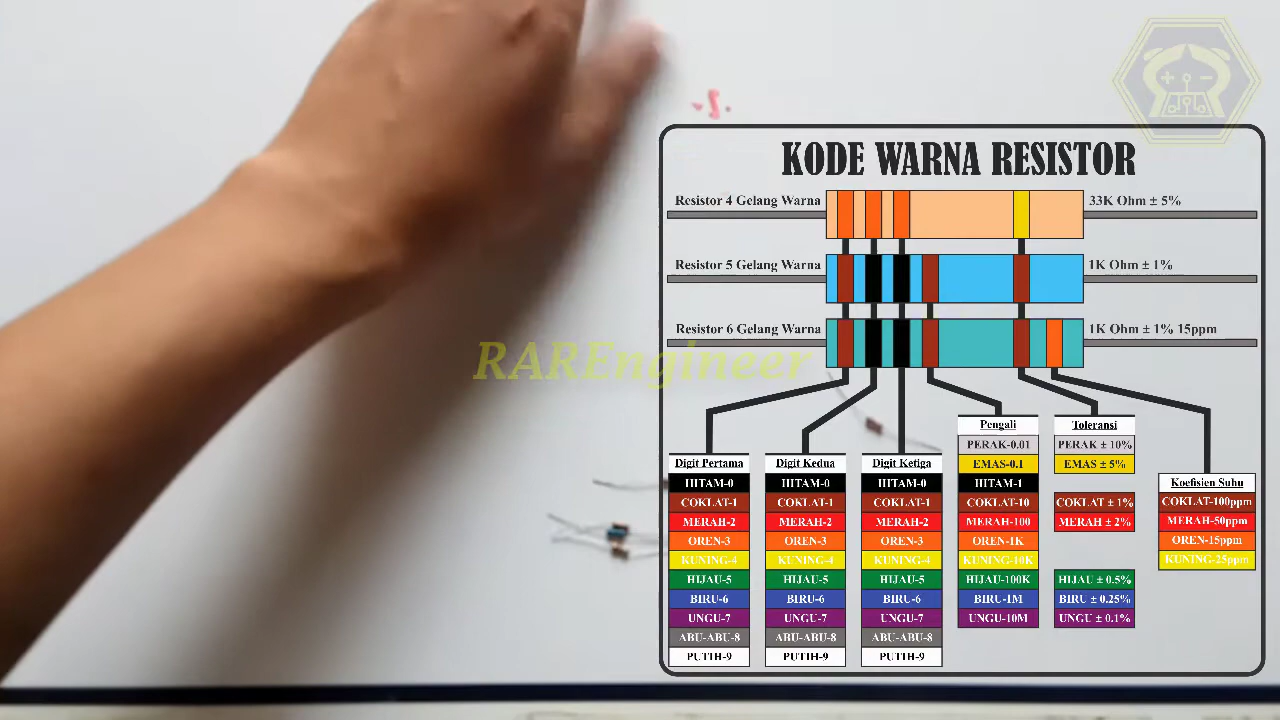 KODE WARNA RESISTOR
Resistor 4 Gelang Warna
33K Ohm ± 5%
Resistor 5 Gelang Warna
1K Ohm ± 1%
Resistor 6 Gelang Warna
1K Ohm ± 1% 15ppm
RAREngineer
Digit Pertama
HITAM-0
COKLAT-1
MERAH-2
OREN-3
KUNING-4
HIJAU-5
BIRU-6
UNGU-7
ABU-ABU-8
PUTIH-9
Digit Kedua
HITAM-0
COKLAT-1
MERAH-2
OREN-3
KUNING-4
HIJAU-5
BIRU-6
UNGU-7
ABU-ABU-8
PUTIH-9
Digit Ketiga
HITAM-0
COKLAT-1
MERAH-2
OREN-3
KUNING-4
HIJAU-5
BIRU-6
UNGU-7
ABU-ABU-8
PUTIH-9
Pengali
PERAK-0.01
EMAS-0.1
HITAM-1
COKLAT-10
MERAH-100
OREN-1K
KUNING-10K
HIJAU-100K
BIRU-1M
UNGU-10M
Toleransi
PERAK ± 10%
EMAS ± 5%
COKLAT ± 1%
MERAH ± 2%
HIJAU ± 0.5%
BIRU ± 0.25%
UNGU ± 0.1%
Koefisien Suhu
COKLAT-100ppm
MERAH-50ppm
OREN-15ppm
KUNING-25ppm